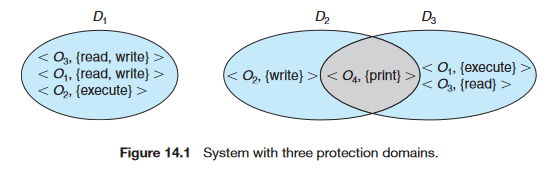 D₁
D₂
D₃
< O₃, {read, write} >
< O₁, {read, write} >
< O₂, {execute} >
< O₂, {write} >
< O₄, {print} >
< O₁, {execute} >
< O₃, {read} >
Figure 14.1 System with three protection domains.